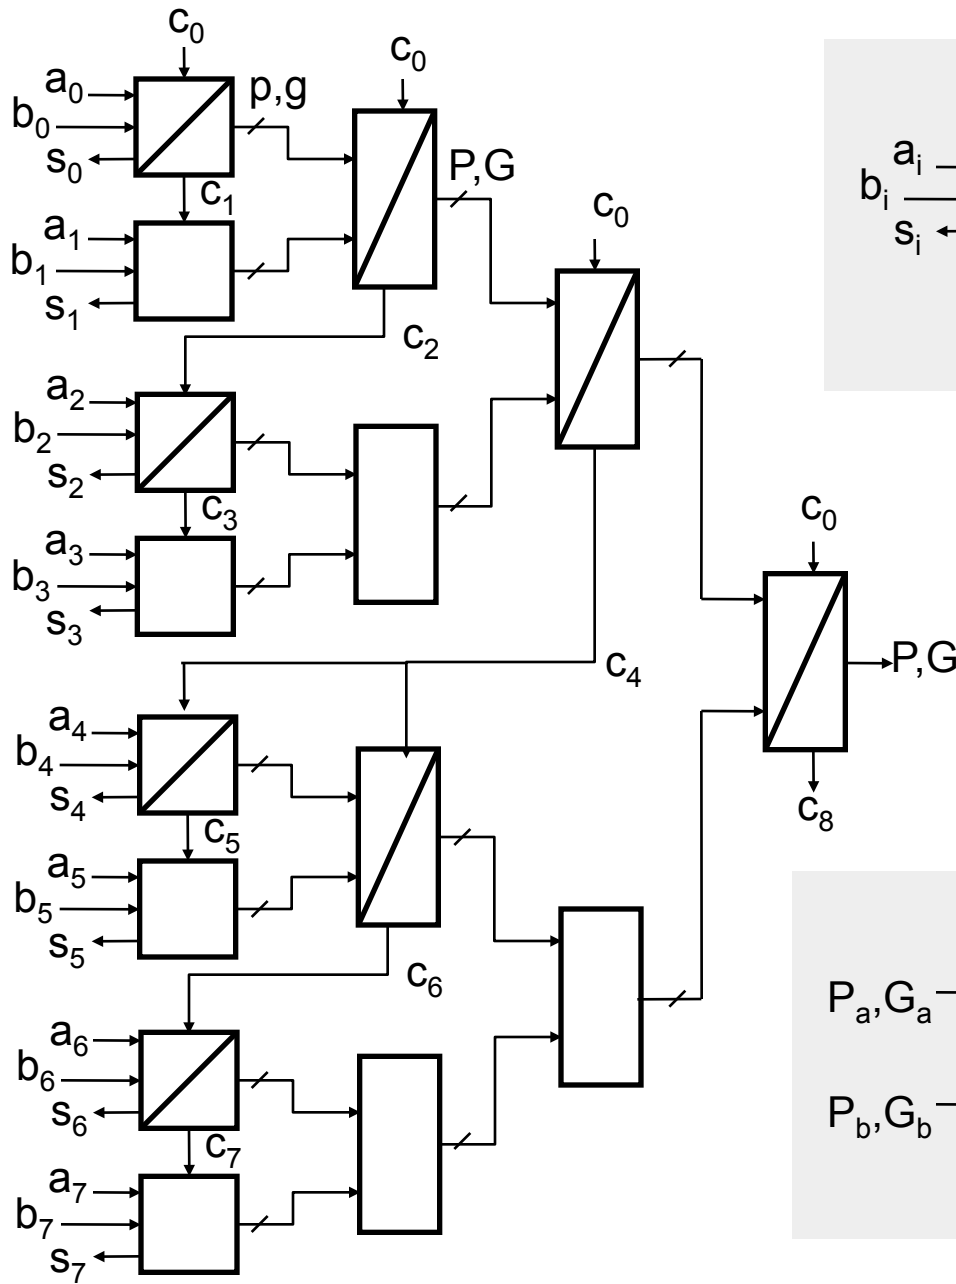 c₀
a₀
b₀
s₀
p,g
c₀
c₁
a₁
b₁
s₁
P,G
c₀
c₂
a₂
b₂
s₂
c₃
a₃
b₃
s₃
c₀
c₄
P,G
c₈
a₄
b₄
s₄
c₅
a₅
b₅
s₅
c₆
a₆
b₆
s₆
c₇
a₇
b₇
s₇
aᵢ
bᵢ
sᵢ
Pₐ,Gₐ
P_b,G_b